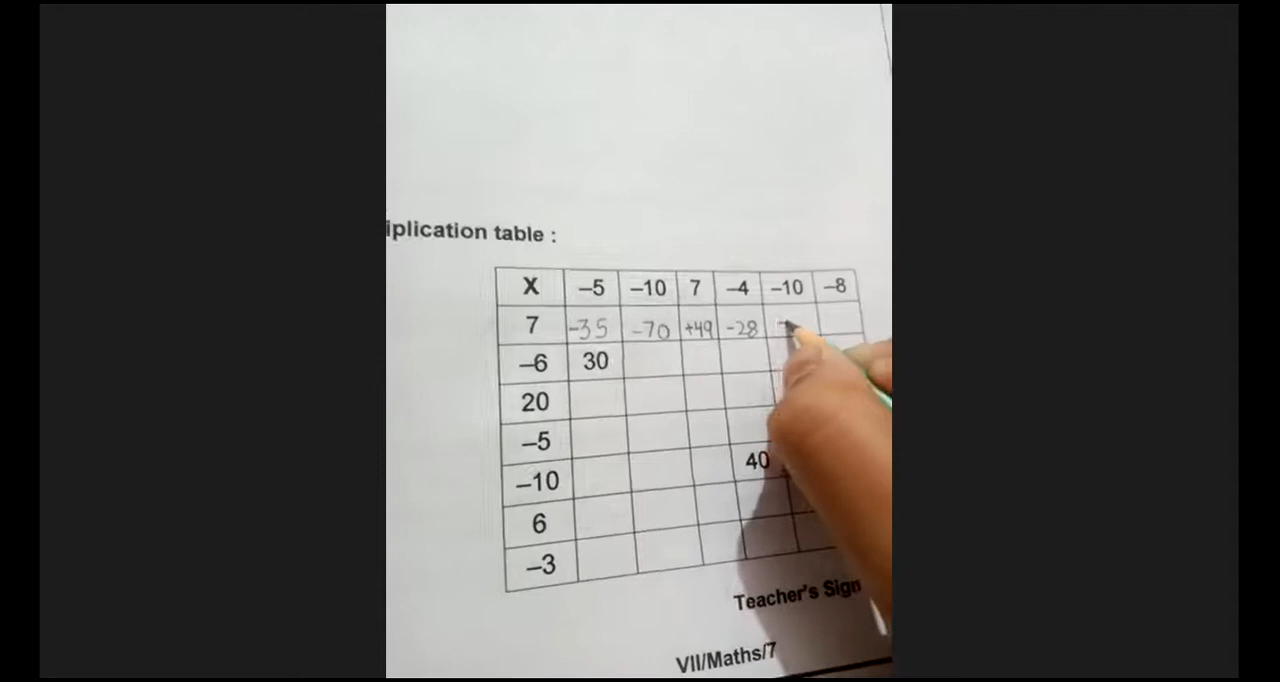 iplication table :
X –5 –10 7 –4 –10 –8
7 -35 -70 +49 -28 -
–6 30
20
–5
–10 40
6
–3
Teacher's Sign
VII/Maths/7